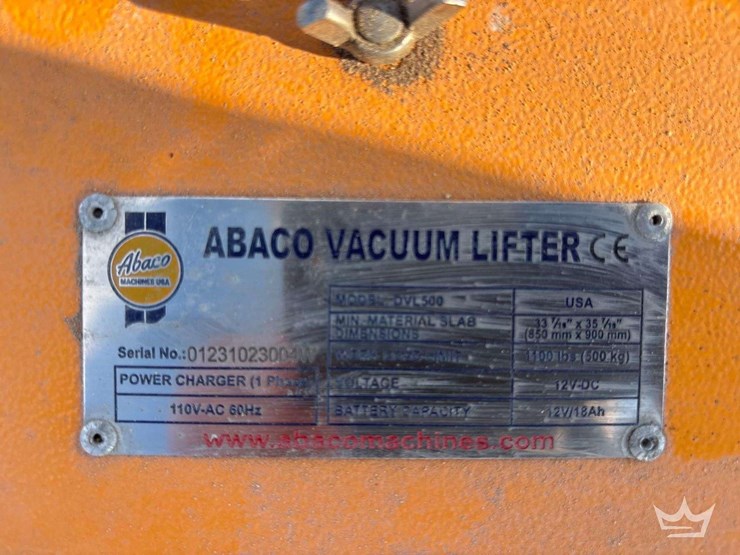 Abaco
MACHINES USA
ABACO VACUUM LIFTER CE
MODEL DVL500 USA
MIN. MATERIAL SLAB DIMENSIONS 33 7/16" x 35 7/16" (850 mm x 900 mm)
Serial No.:
1100 lbs (500 kg)
POWER CHARGER (1 Phase) VOLTAGE 12V-DC
110V-AC 60Hz BATTERY CAPACITY 12V/18Ah
www.abacomachines.com